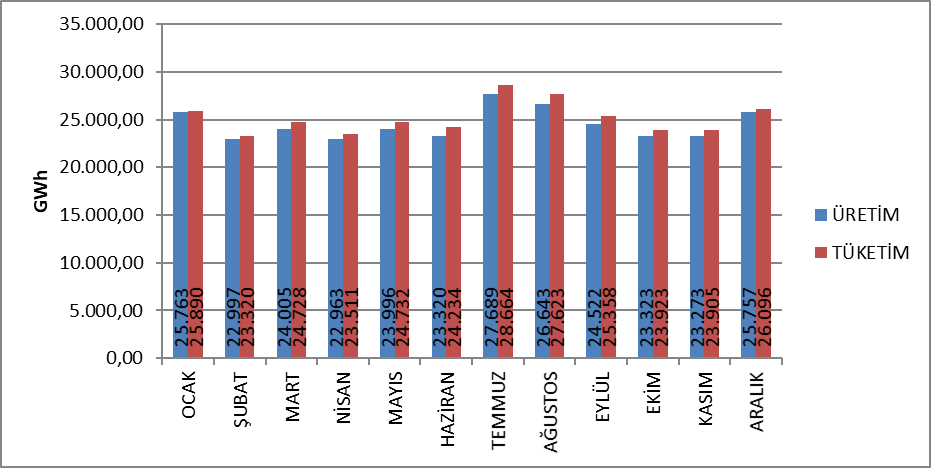 35.000,00
30.000,00
25.000,00
20.000,00
15.000,00
10.000,00
5.000,00
0,00
GWh
25.763
25.890
22.997
23.320
24.005
24.728
22.963
23.511
23.996
24.732
23.320
24.234
27.689
28.664
26.643
27.623
24.522
25.358
23.323
23.923
23.273
23.905
25.757
26.096
OCAK
ŞUBAT
MART
NİSAN
MAYIS
HAZİRAN
TEMMUZ
AĞUSTOS
EYLÜL
EKİM
KASIM
ARALIK
ÜRETİM
TÜKETİM